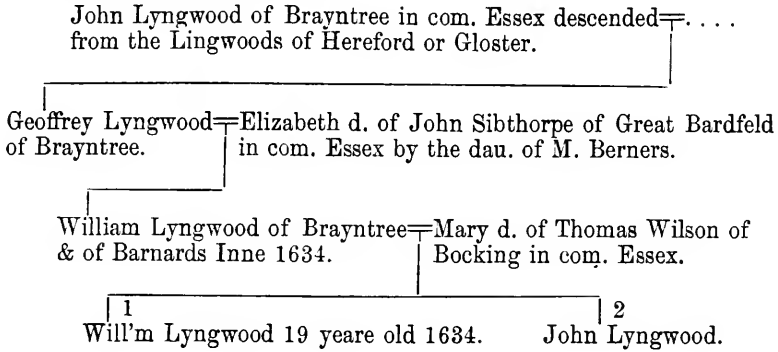 John Lyngwood of Brayntree in com. Essex descended=. . . .
from the Lingwoods of Hereford or Gloster.
Geoffrey Lyngwood=Elizabeth d. of John Sibthorpe of Great Bardfeld
of Brayntree. in com. Essex by the dau. of M. Berners.
William Lyngwood of Brayntree=Mary d. of Thomas Wilson of
& of Barnards Inne 1634. Bocking in com. Essex.
1 2
Will'm Lyngwood 19 yeare old 1634. John Lyngwood.